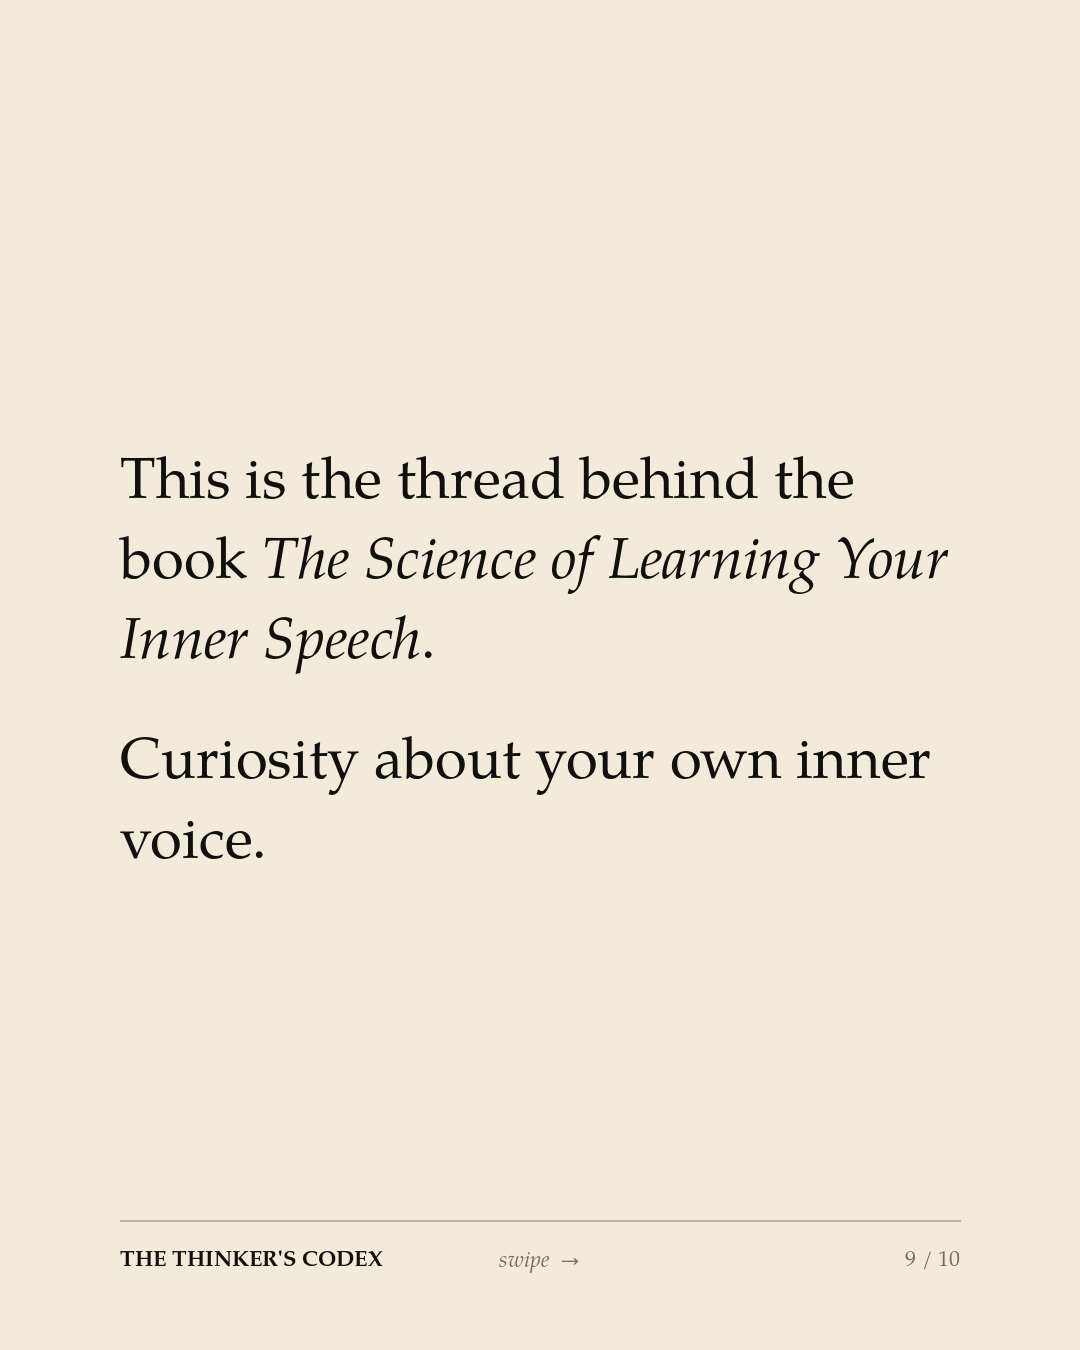 This is the thread behind the
book The Science of Learning Your
Inner Speech.
Curiosity about your own inner
voice.
THE THINKER'S CODEX
swipe →
9 / 10